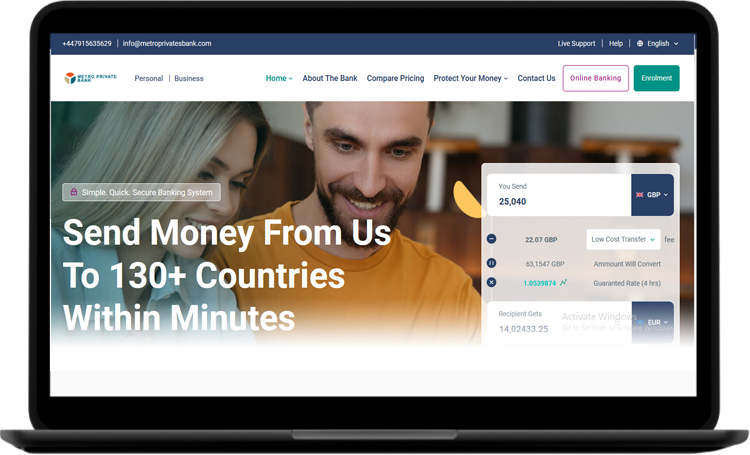 +447915635629 | info@metroprivatesbank.com Live Support | Help | English
METRO PRIVATE
BANK
Personal | Business Home About The Bank Compare Pricing Protect Your Money Contact Us Online Banking Enrolment
Simple. Quick. Secure Banking System
Send Money From Us
To 130+ Countries
Within Minutes
You Send
25,040 GBP
22.07 GBP Low Cost Transfer fee
63,1547 GBP Ammount Will Convert
1.0539874 Guaranted Rate (4 hrs)
Recipient Gets
14,02433.25 EUR
Activate Windows
Go to Settings to activate Windows